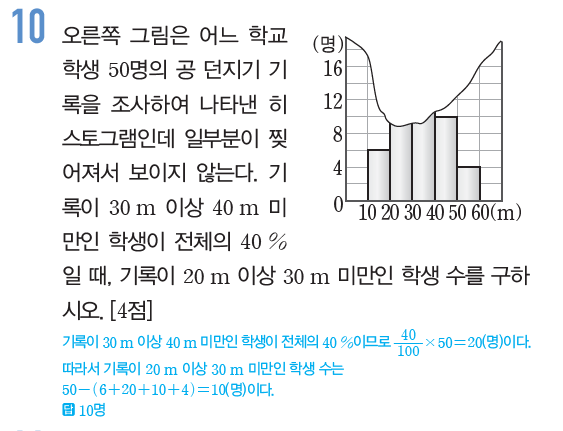 10
오른쪽 그림은 어느 학교
학생 50명의 공 던지기 기
록을 조사하여 나타낸 히
스토그램인데 일부분이 찢
어져서 보이지 않는다. 기
록이 30 m 이상 40 m 미
만인 학생이 전체의 40 %
일 때, 기록이 20 m 이상 30 m 미만인 학생 수를 구하
시오. [4점]
(명)
16
12
8
4
0
10 20 30 40 50 60(m)
기록이 30 m 이상 40 m 미만인 학생이 전체의 40 %이므로 40/100×50=20(명)이다.
따라서 기록이 20 m 이상 30 m 미만인 학생 수는
50-(6+20+10+4)=10(명)이다.
답 10명